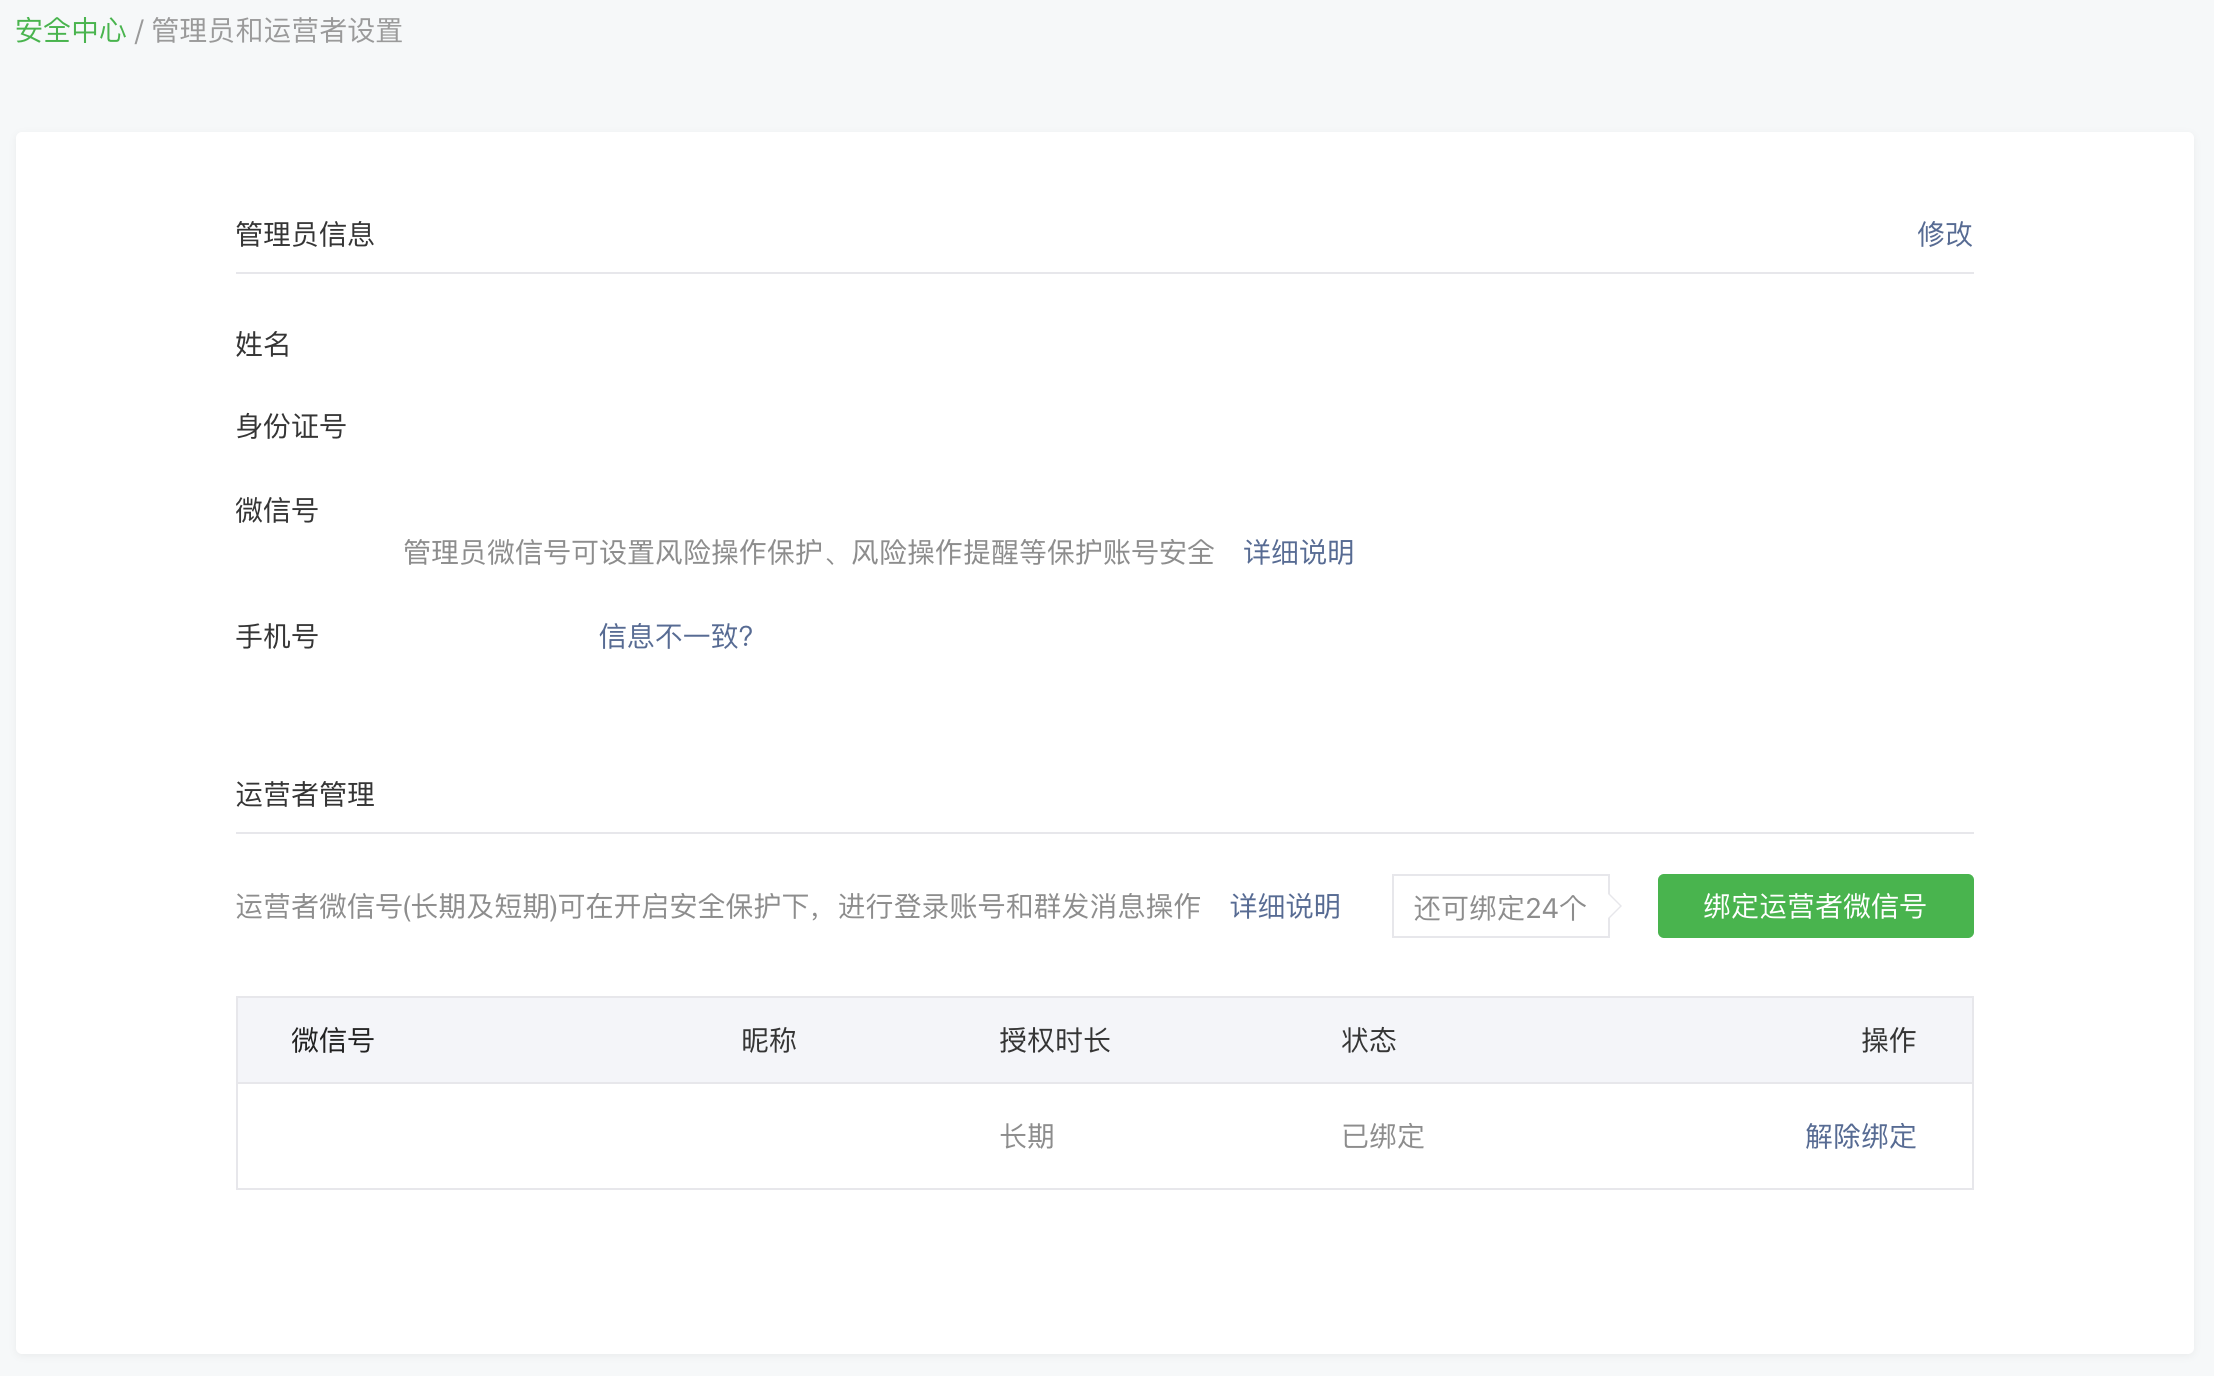 安全中心 / 管理员和运营者设置
管理员信息 修改
姓名
身份证号
微信号
管理员微信号可设置风险操作保护、风险操作提醒等保护账号安全 详细说明
手机号 信息不一致?
运营者管理
运营者微信号(长期及短期)可在开启安全保护下，进行登录账号和群发消息操作 详细说明 还可绑定24个 绑定运营者微信号
微信号 昵称 授权时长 状态 操作
长期 已绑定 解除绑定